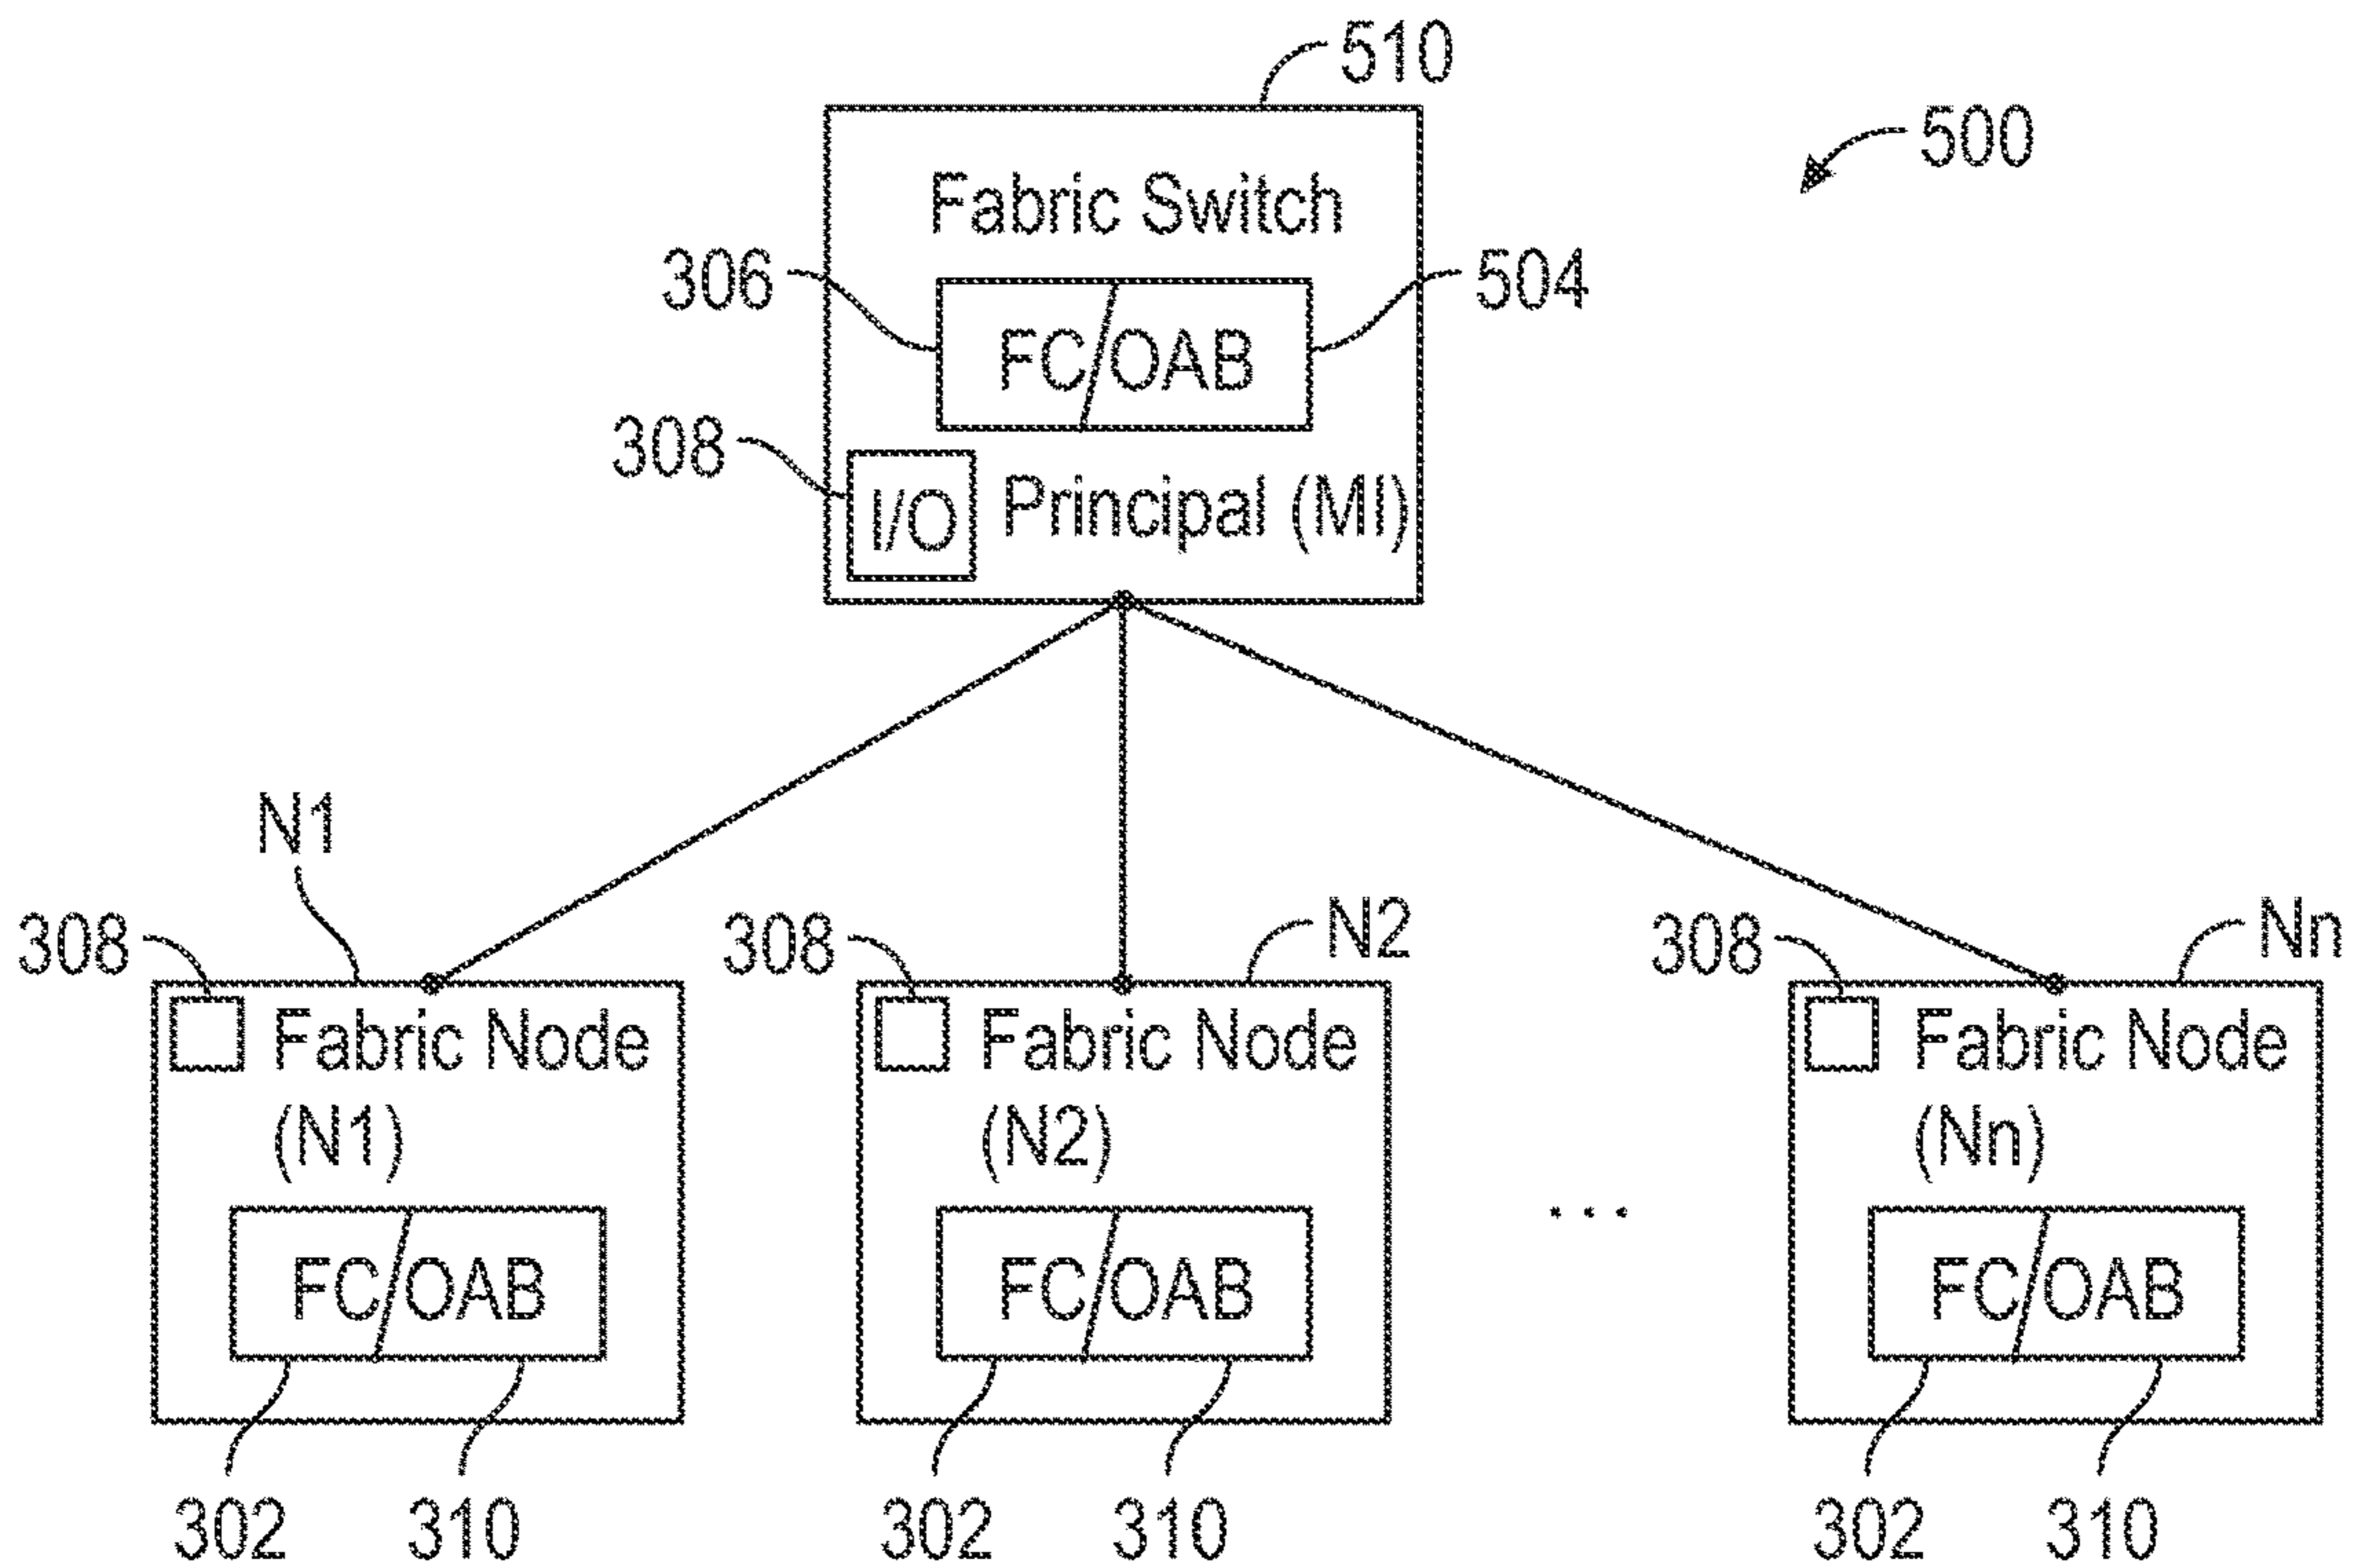 510
500
Fabric Switch
306
504
FC/OAB
308
I/O
Principal (MI)
N1
308
308
N2
308
Nn
Fabric Node
(N1)
Fabric Node
(N2)
Fabric Node
(Nn)
FC/OAB
FC/OAB
...
FC/OAB
302
310
302
310
302
310